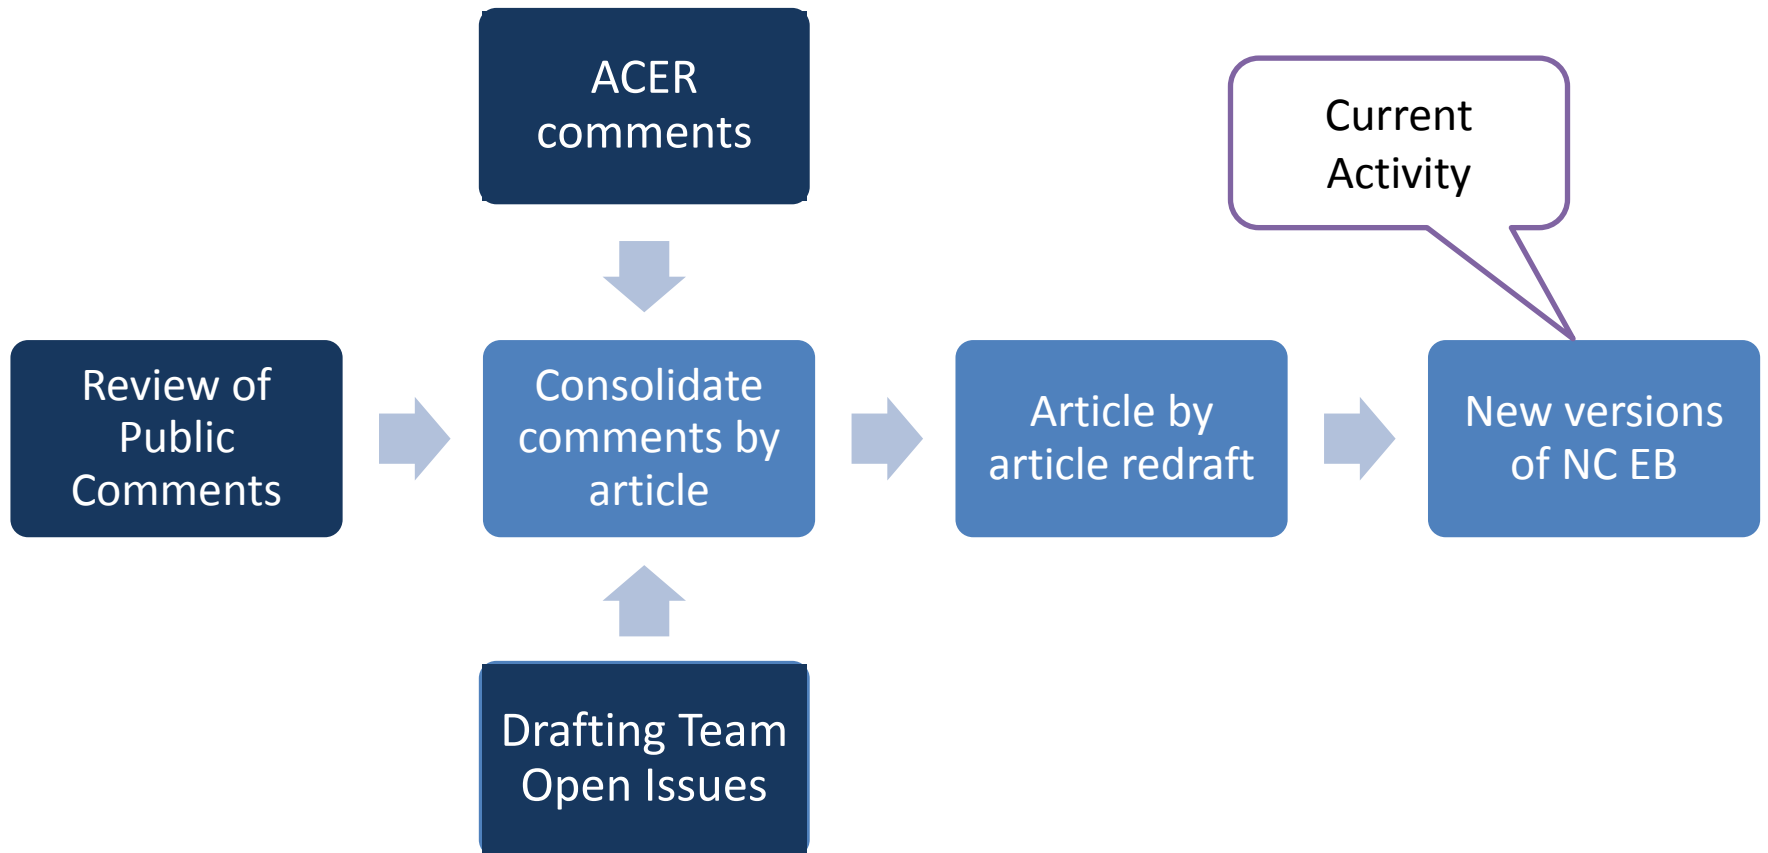 ACER
comments
Current
Activity
Review of
Public
Comments
Consolidate
comments by
article
Article by
article redraft
New versions
of NC EB
Drafting Team
Open Issues